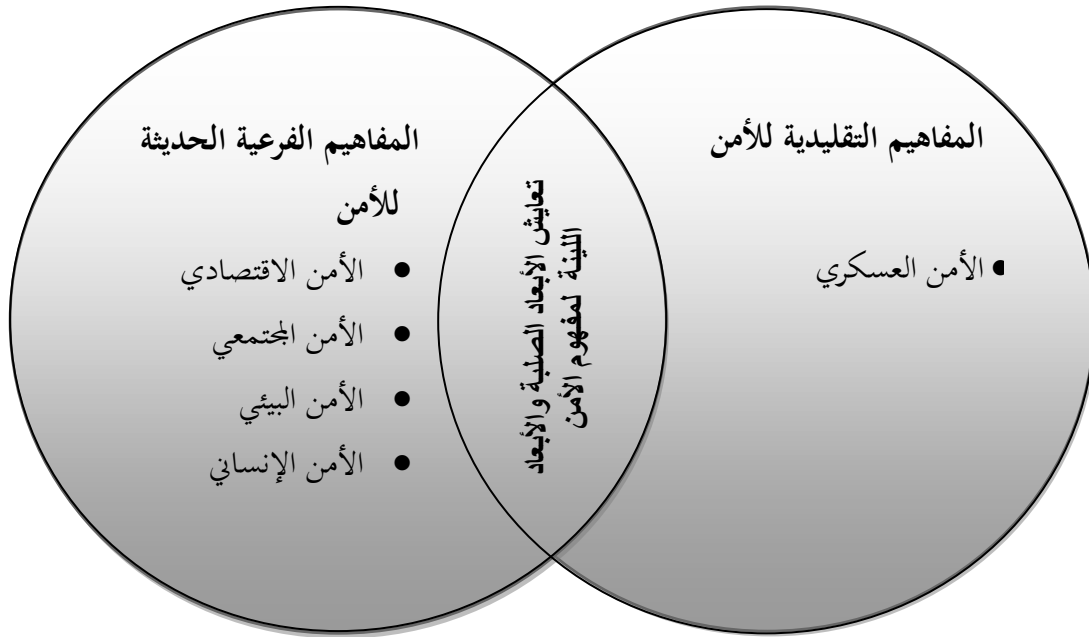 المفاهيم التقليدية للأمن
• الأمن العسكري
تعايش الأبعاد الصلبة والأبعاد
اللينة لمفهوم الأمن
المفاهيم الفرعية الحديثة
للأمن
• الأمن الاقتصادي
• الأمن المجتمعي
• الأمن البيئي
• الأمن الإنساني